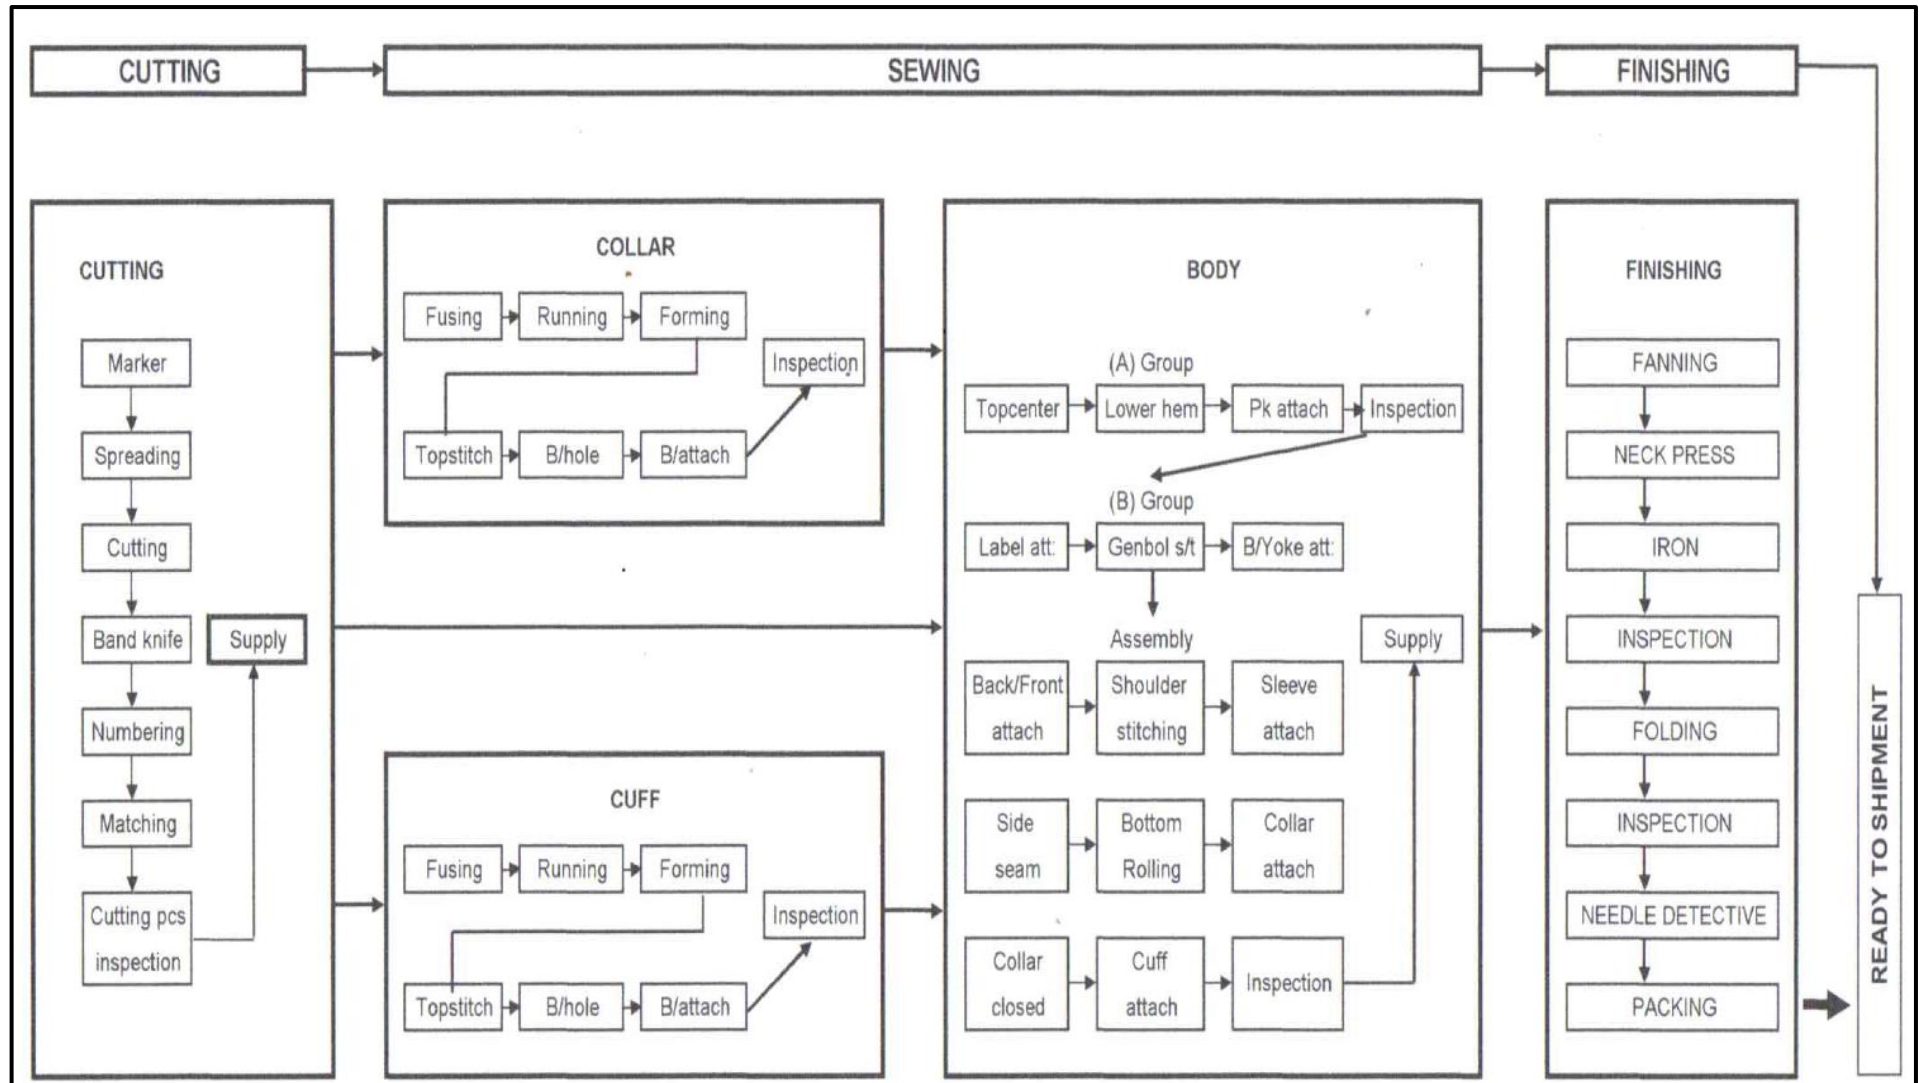 CUTTING
SEWING
FINISHING
CUTTING
Marker
Spreading
Cutting
Band knife
Supply
Numbering
Matching
Cutting pcs
inspection
COLLAR
Fusing
Running
Forming
Inspection
Topstitch
B/hole
B/attach
CUFF
Fusing
Running
Forming
Inspection
Topstitch
B/hole
B/attach
BODY
(A) Group
Topcenter
Lower hem
Pk attach
Inspection
(B) Group
Label att:
Genbol s/t
B/Yoke att:
Assembly
Supply
Back/Front
attach
Shoulder
stitching
Sleeve
attach
Side
seam
Bottom
Rolling
Collar
attach
Collar
closed
Cuff
attach
Inspection
FINISHING
FANNING
NECK PRESS
IRON
INSPECTION
FOLDING
INSPECTION
NEEDLE DETECTIVE
PACKING
READY TO SHIPMENT